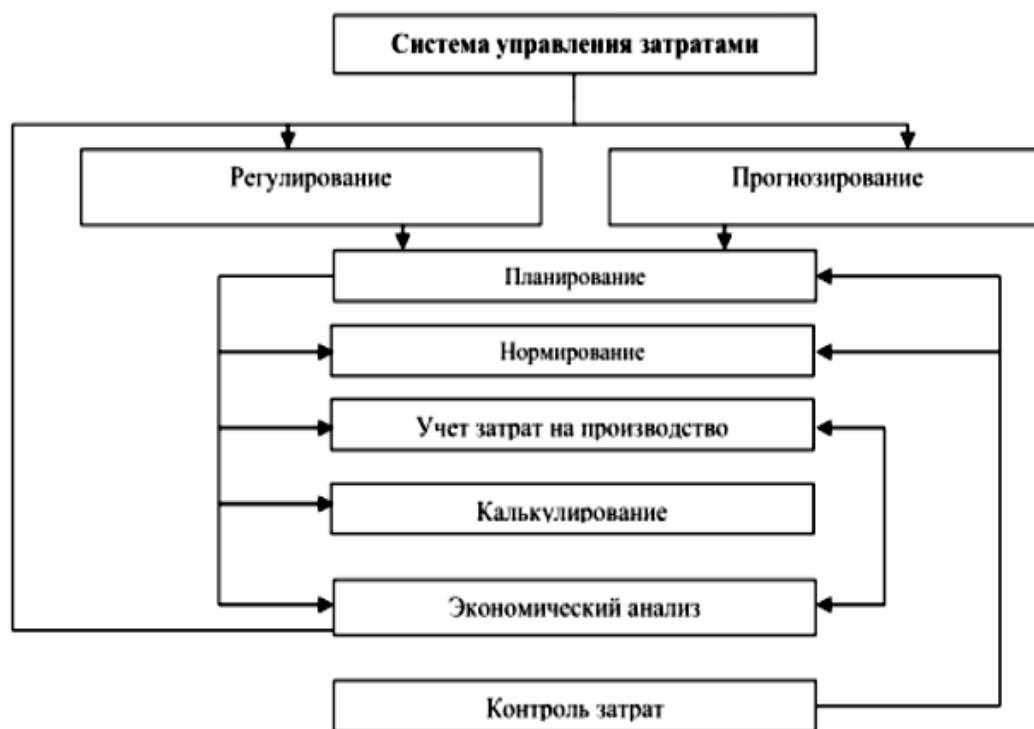 Система управления затратами
Регулирование
Прогнозирование
Планирование
Нормирование
Учет затрат на производство
Калькулирование
Экономический анализ
Контроль затрат